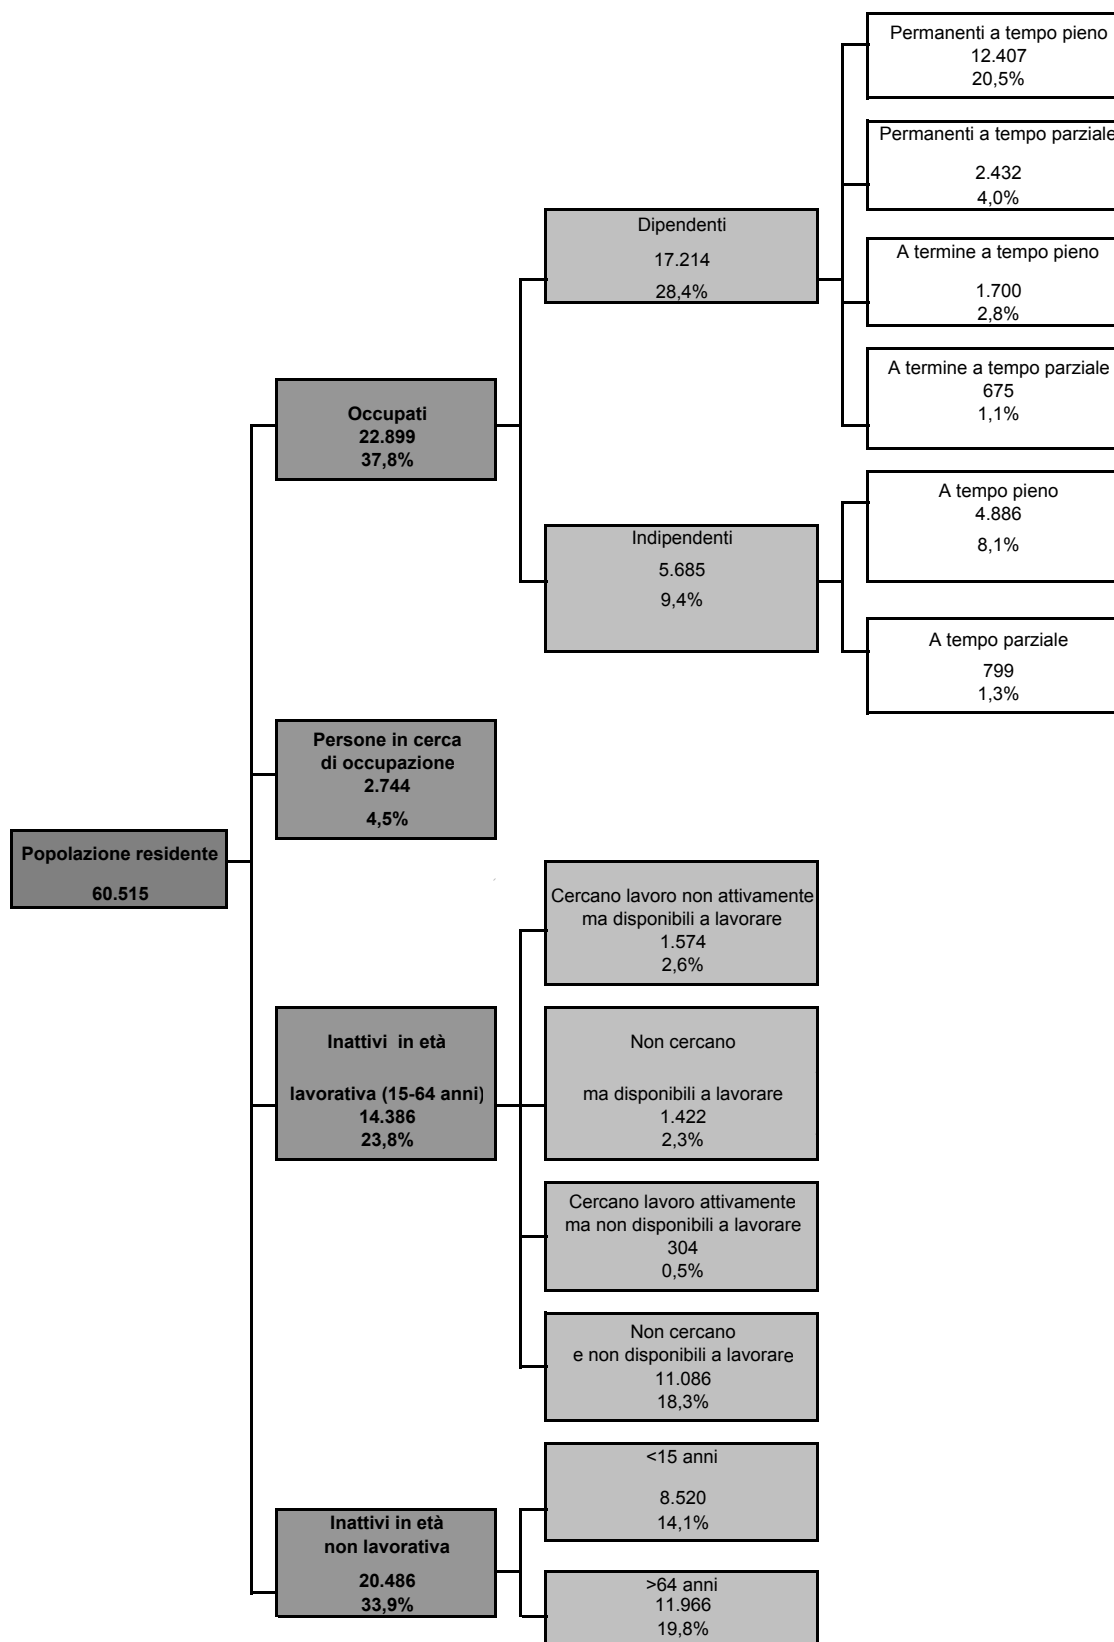 Popolazione residente
60.515
Occupati
22.899
37,8%
Dipendenti
17.214
28,4%
Permanenti a tempo pieno
12.407
20,5%
Permanenti a tempo parziale
2.432
4,0%
A termine a tempo pieno
1.700
2,8%
A termine a tempo parziale
675
1,1%
Indipendenti
5.685
9,4%
A tempo pieno
4.886
8,1%
A tempo parziale
799
1,3%
Persone in cerca
di occupazione
2.744
4,5%
Inattivi in età
lavorativa (15-64 anni)
14.386
23,8%
Cercano lavoro non attivamente
ma disponibili a lavorare
1.574
2,6%
Non cercano
ma disponibili a lavorare
1.422
2,3%
Cercano lavoro attivamente
ma non disponibili a lavorare
304
0,5%
Non cercano
e non disponibili a lavorare
11.086
18,3%
Inattivi in età
non lavorativa
20.486
33,9%
<15 anni
8.520
14,1%
>64 anni
11.966
19,8%